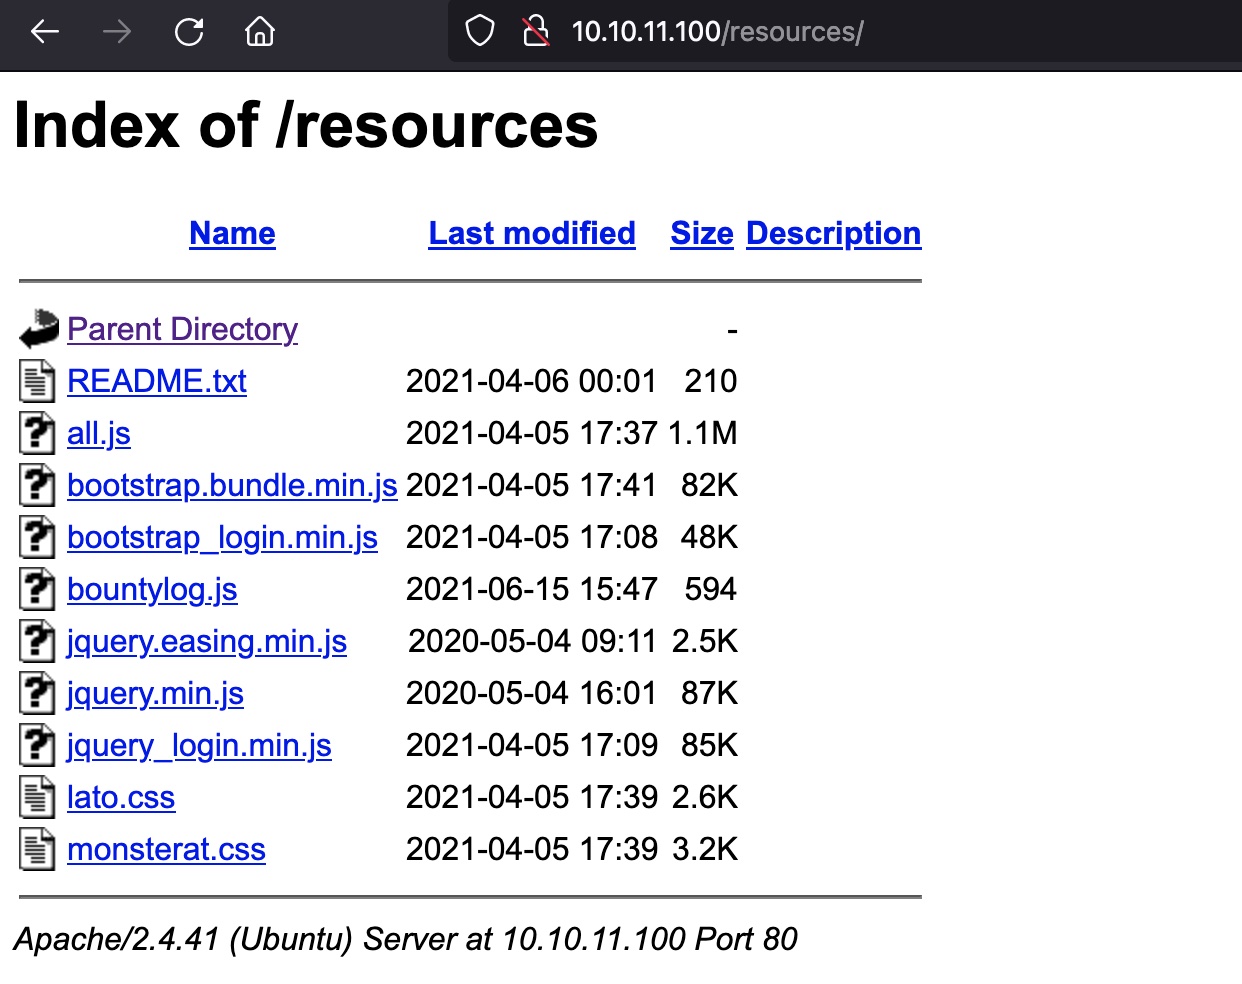 10.10.11.100/resources/
Index of /resources
Name Last modified Size Description
Parent Directory -
README.txt 2021-04-06 00:01 210
all.js 2021-04-05 17:37 1.1M
bootstrap.bundle.min.js 2021-04-05 17:41 82K
bootstrap_login.min.js 2021-04-05 17:08 48K
bountylog.js 2021-06-15 15:47 594
jquery.easing.min.js 2020-05-04 09:11 2.5K
jquery.min.js 2020-05-04 16:01 87K
jquery_login.min.js 2021-04-05 17:09 85K
lato.css 2021-04-05 17:39 2.6K
monsterat.css 2021-04-05 17:39 3.2K
Apache/2.4.41 (Ubuntu) Server at 10.10.11.100 Port 80